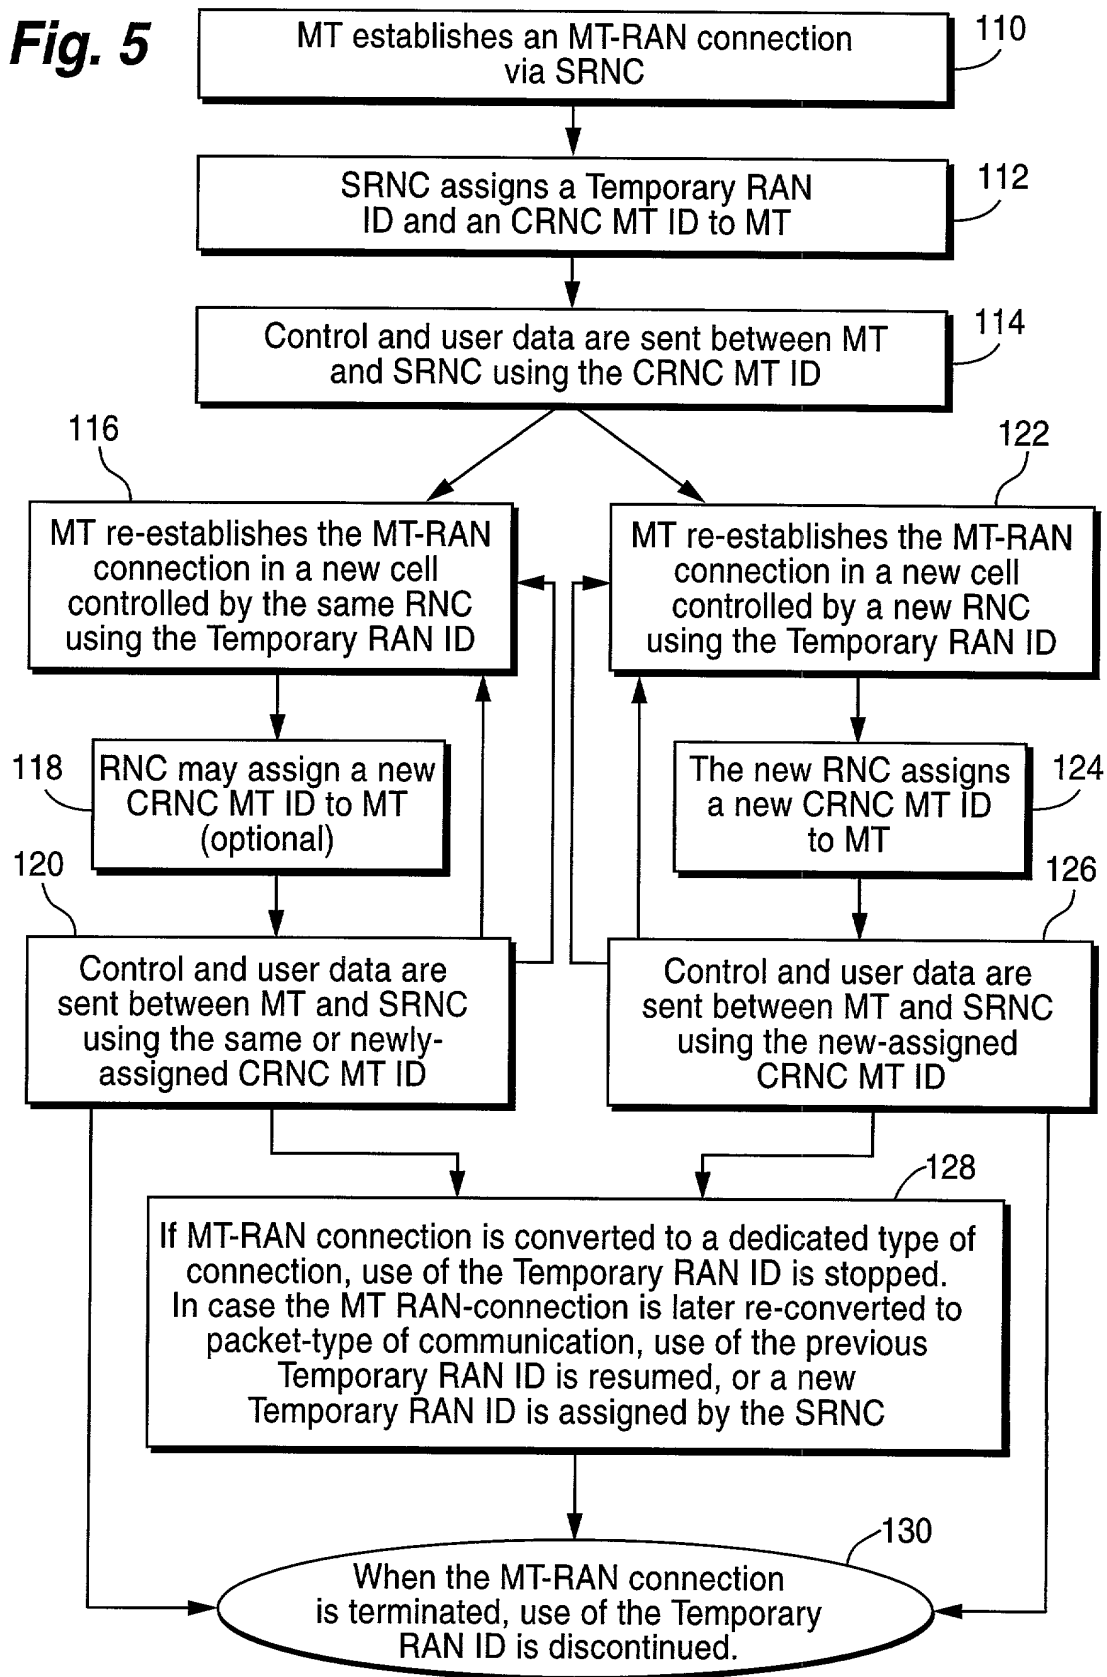 Fig. 5
MT establishes an MT-RAN connection
via SRNC
110
SRNC assigns a Temporary RAN
ID and an CRNC MT ID to MT
112
Control and user data are sent between MT
and SRNC using the CRNC MT ID
114
116
MT re-establishes the MT-RAN
connection in a new cell
controlled by the same RNC
using the Temporary RAN ID
122
MT re-establishes the MT-RAN
connection in a new cell
controlled by a new RNC
using the Temporary RAN ID
118
RNC may assign a new
CRNC MT ID to MT
(optional)
The new RNC assigns
a new CRNC MT ID
to MT
124
120
Control and user data are
sent between MT and SRNC
using the same or newly-
assigned CRNC MT ID
126
Control and user data are
sent between MT and SRNC
using the new-assigned
CRNC MT ID
128
If MT-RAN connection is converted to a dedicated type of
connection, use of the Temporary RAN ID is stopped.
In case the MT RAN-connection is later re-converted to
packet-type of communication, use of the previous
Temporary RAN ID is resumed, or a new
Temporary RAN ID is assigned by the SRNC
130
When the MT-RAN connection
is terminated, use of the Temporary
RAN ID is discontinued.